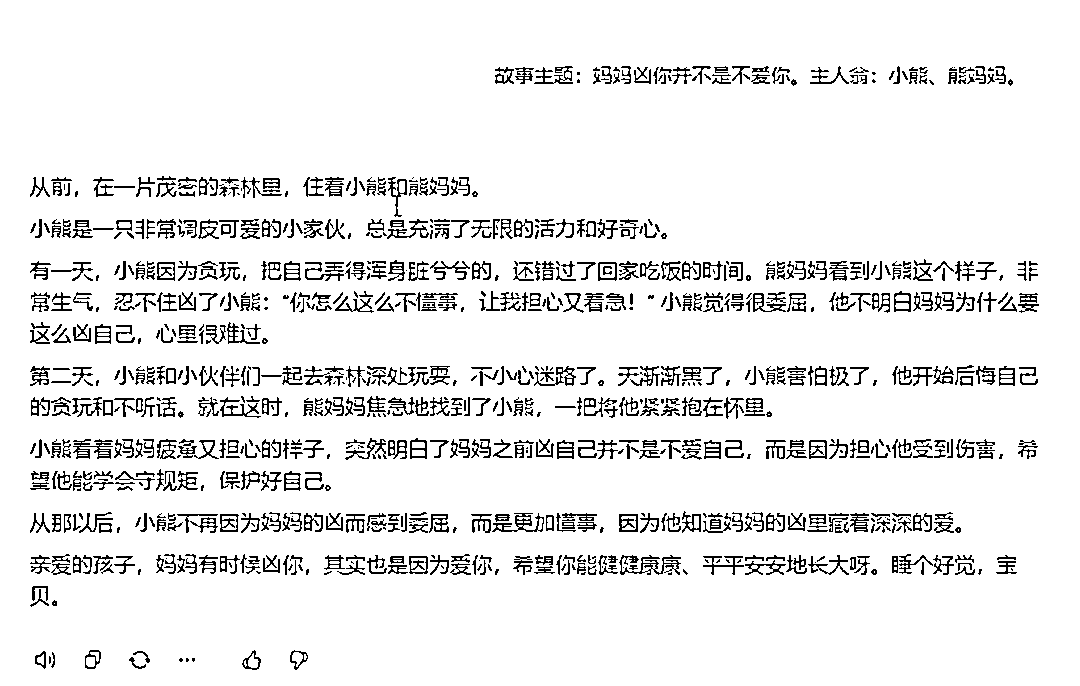 故事主题：妈妈凶你并不是不爱你。主人翁：小熊、熊妈妈。
从前，在一片茂密的森林里，住着小熊和熊妈妈。
小熊是一只非常调皮可爱的小家伙，总是充满了无限的活力和好奇心。
有一天，小熊因为贪玩，把自己弄得浑身脏兮兮的，还错过了回家吃饭的时间。熊妈妈看到小熊这个样子，非
常生气，忍不住凶了小熊：“你怎么这么不懂事，让我担心又着急！”小熊觉得很委屈，他不明白妈妈为什么要
这么凶自己，心里很难过。
第二天，小熊和小伙伴们一起去森林深处玩耍，不小心迷路了。天渐渐黑了，小熊害怕极了，他开始后悔自己
的贪玩和不听话。就在这时，熊妈妈焦急地找到了小熊，一把将他紧紧抱在怀里。
小熊看着妈妈疲惫又担心的样子，突然明白了妈妈之前凶自己并不是不爱自己，而是因为担心他受到伤害，希
望他能学会守规矩，保护好自己。
从那以后，小熊不再因为妈妈的凶而感到委屈，而是更加懂事，因为他知道妈妈的凶里藏着深深的爱。
亲爱的孩子，妈妈有时候凶你，其实也是因为爱你，希望你能健健康康、平平安安地长大呀。睡个好觉，宝
贝。